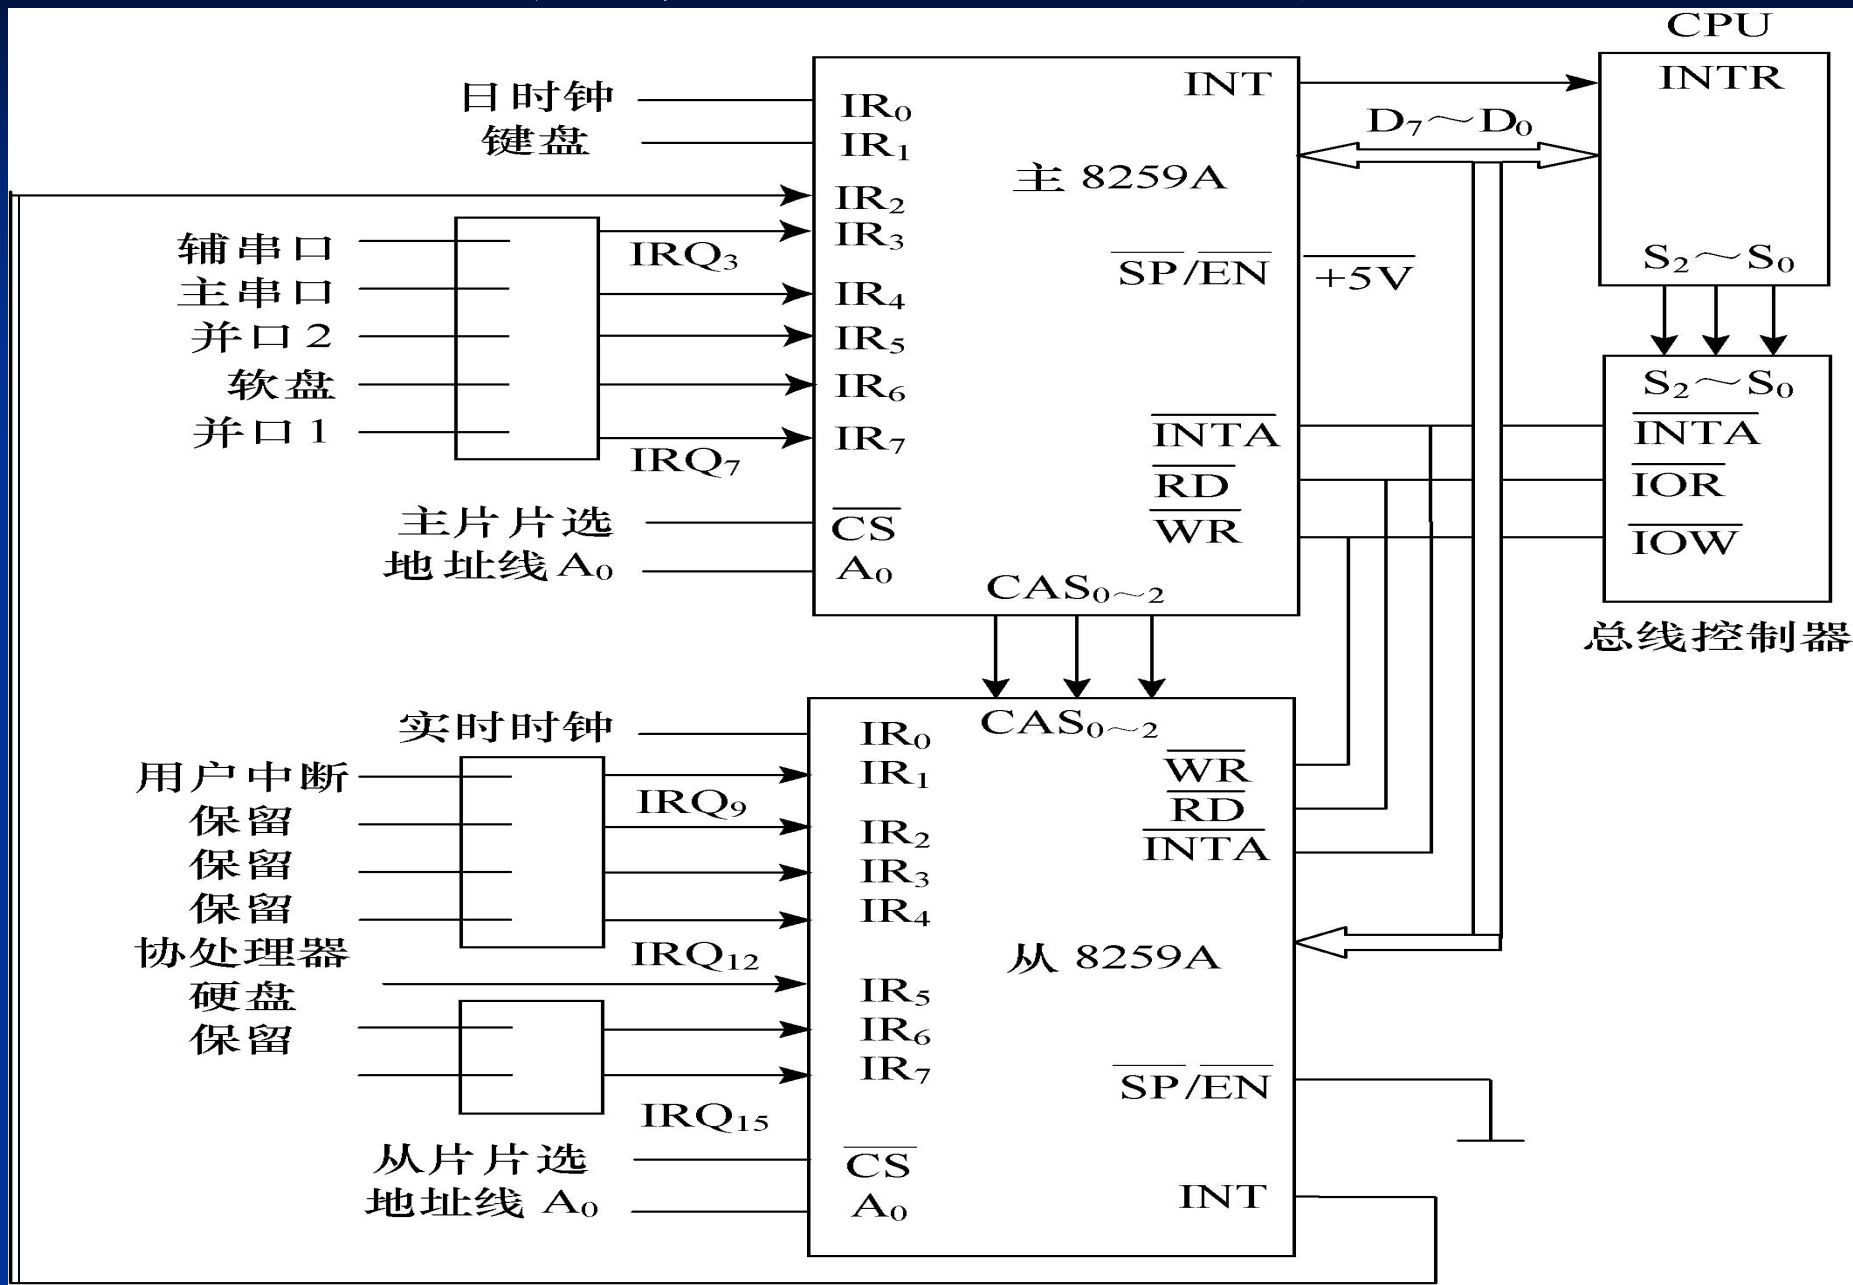 CPU
日时钟
键盘
辅串口
主串口
并口 2
软盘
并口 1
IRQ₃
IRQ₇
主片片选
地址线 A₀
IR₀
IR₁
IR₂
IR₃
IR₄
IR₅
IR₆
IR₇
CS
A₀
主 8259A
INT
SP/EN
INTA
RD
WR
CAS₀～₂
+5V
D₇～D₀
INTR
S₂～S₀
S₂～S₀
INTA
IOR
IOW
总线控制器
实时时钟
用户中断
保留
保留
保留
协处理器
硬盘
保留
IRQ₉
IRQ₁₂
IRQ₁₅
从片片选
地址线 A₀
IR₀
IR₁
IR₂
IR₃
IR₄
IR₅
IR₆
IR₇
CS
A₀
CAS₀～₂
WR
RD
INTA
从 8259A
SP/EN
INT